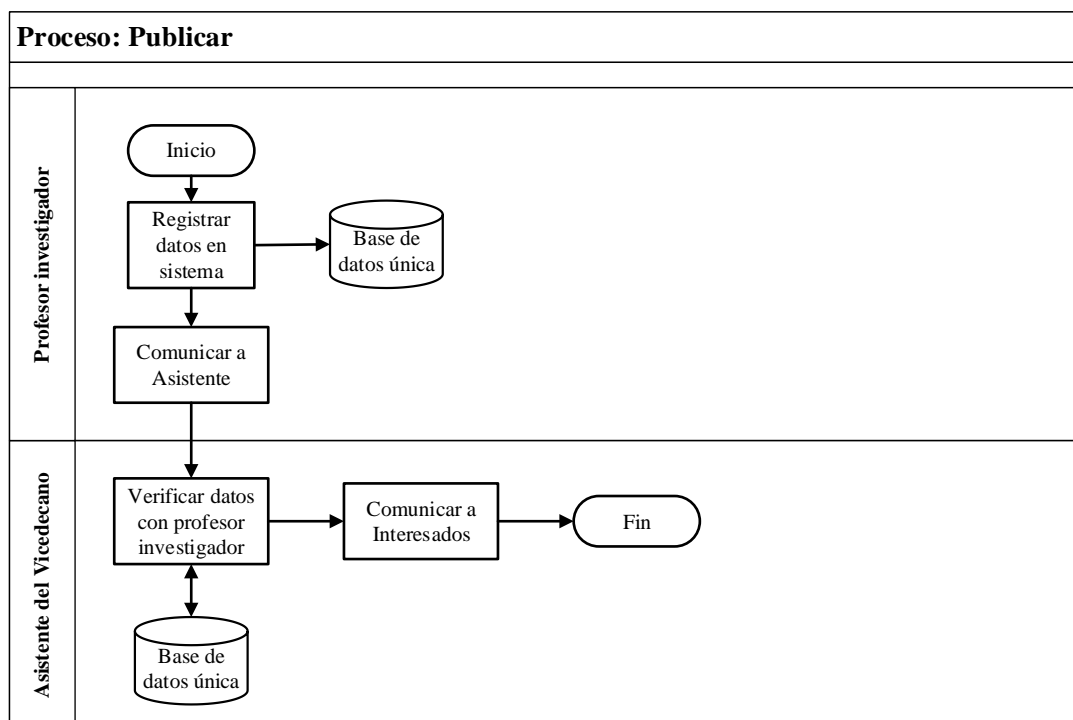 Proceso: Publicar
Profesor investigador
Inicio
Registrar
datos en
sistema
Base de
datos única
Comunicar a
Asistente
Asistente del Vicedecano
Verificar datos
con profesor
investigador
Comunicar a
Interesados
Fin
Base de
datos única